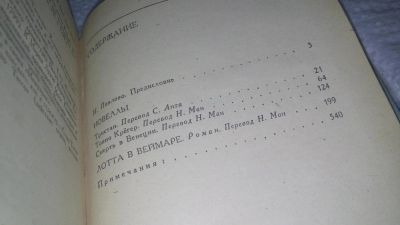 СОДЕРЖАНИЕ
Н. Павлова. Предисловие 5
НОВЕЛЛЫ
Тристан. Перевод С. Апта 21
Тонио Крёгер. Перевод Н. Ман 64
Смерть в Венеции. Перевод Н. Ман 124
ЛОТТА В ВЕЙМАРЕ. Роман. Перевод Н. Ман 199
Примечания 540